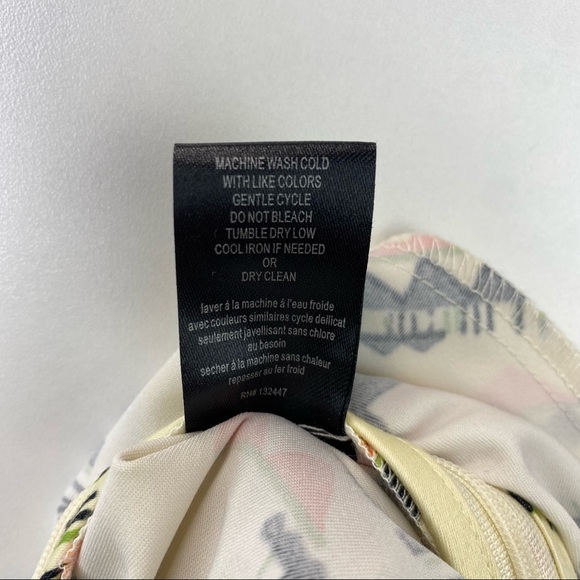 MACHINE WASH COLD
WITH LIKE COLORS
GENTLE CYCLE
DO NOT BLEACH
TUMBLE DRY LOW
COOL IRON IF NEEDED
OR
DRY CLEAN
laver á la machine á l'eau froide
avec couleurs similaires cycle dellicat
seulement javellisant sans chlore
au besoin
sécher a la machine sans chaleur
repesser au fer froid
RN# 132447